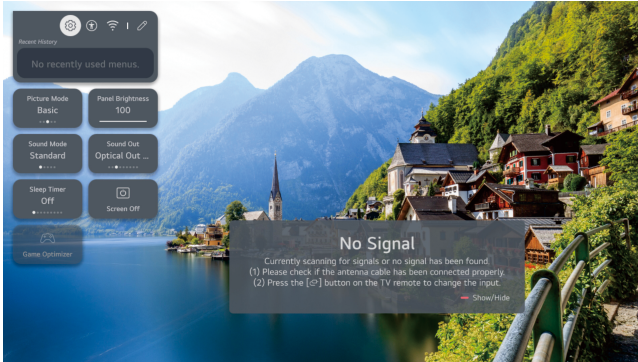 Recent History
No recently used menus.
Picture Mode
Basic
Panel Brightness
100
Sound Mode
Standard
Sound Out
Optical Out ...
Sleep Timer
Off
Screen Off
Game Optimizer
No Signal
Currently scanning for signals or no signal has been found.
(1) Please check if the antenna cable has been connected properly.
(2) Press the [ ] button on the TV remote to change the input.
Show/Hide